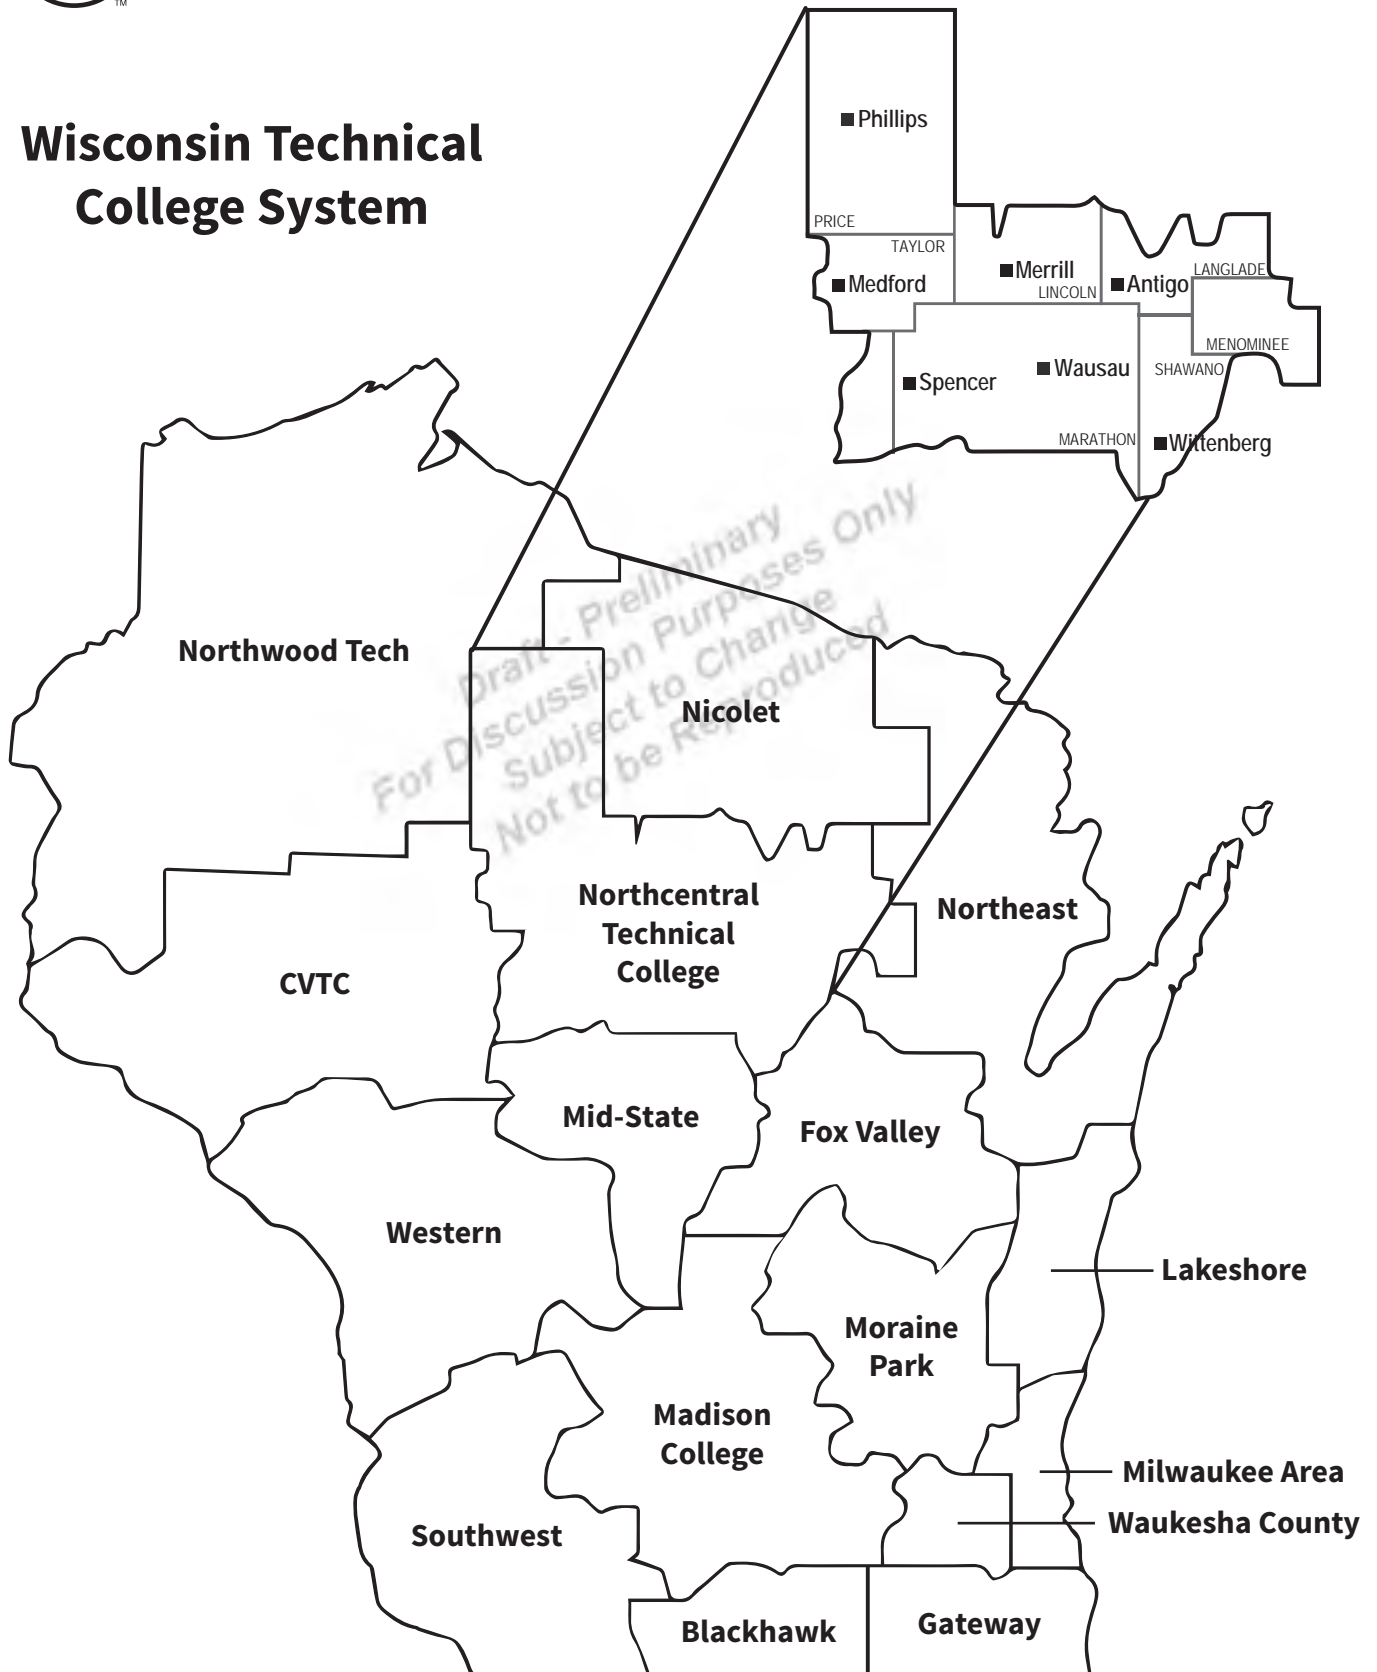 TM
Wisconsin Technical
College System
Phillips
PRICE
TAYLOR
Medford
Merrill
LINCOLN
Antigo
LANGLADE
MENOMINEE
SHAWANO
Spencer
Wausau
MARATHON
Wittenberg
Draft - Preliminary
For Discussion Purposes Only
Subject to Change
Not to be Reproduced
Northwood Tech
Nicolet
Northcentral
Technical
College
Northeast
CVTC
Mid-State
Fox Valley
Western
Lakeshore
Moraine
Park
Madison
College
Milwaukee Area
Waukesha County
Southwest
Blackhawk
Gateway